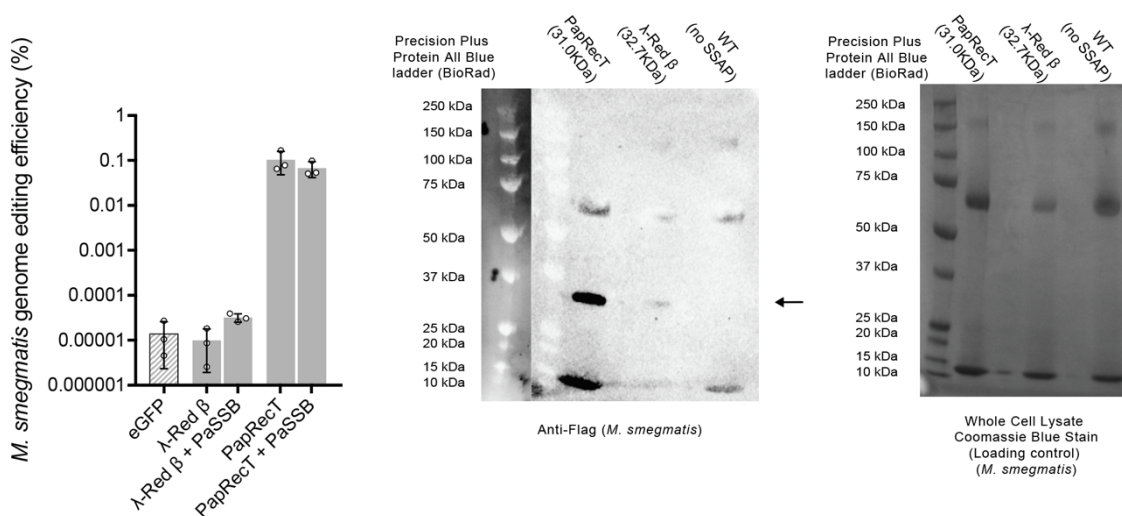 M. smegmatis genome editing efficiency (%)
1
0.1
0.01
0.001
0.0001
0.00001
0.000001
eGFP
λ-Red β
λ-Red β + PaSSB
PapRecT
PapRecT + PaSSB
Precision Plus
Protein All Blue
ladder (BioRad)
PapRecT
(31.0KDa)
λ-Red β
(32.7KDa)
WT
(no SSAP)
250 kDa
150 kDa
100 kDa
75 kDa
50 kDa
37 kDa
25 kDa
20 kDa
15 kDa
10 kDa
Anti-Flag (M. smegmatis)
Precision Plus
Protein All Blue
ladder (BioRad)
PapRecT
(31.0KDa)
λ-Red β
(32.7KDa)
WT
(no SSAP)
250 kDa
150 kDa
100 kDa
75 kDa
50 kDa
37 kDa
25 kDa
20 kDa
15 kDa
10 kDa
Whole Cell Lysate
Coomassie Blue Stain
(Loading control)
(M. smegmatis)